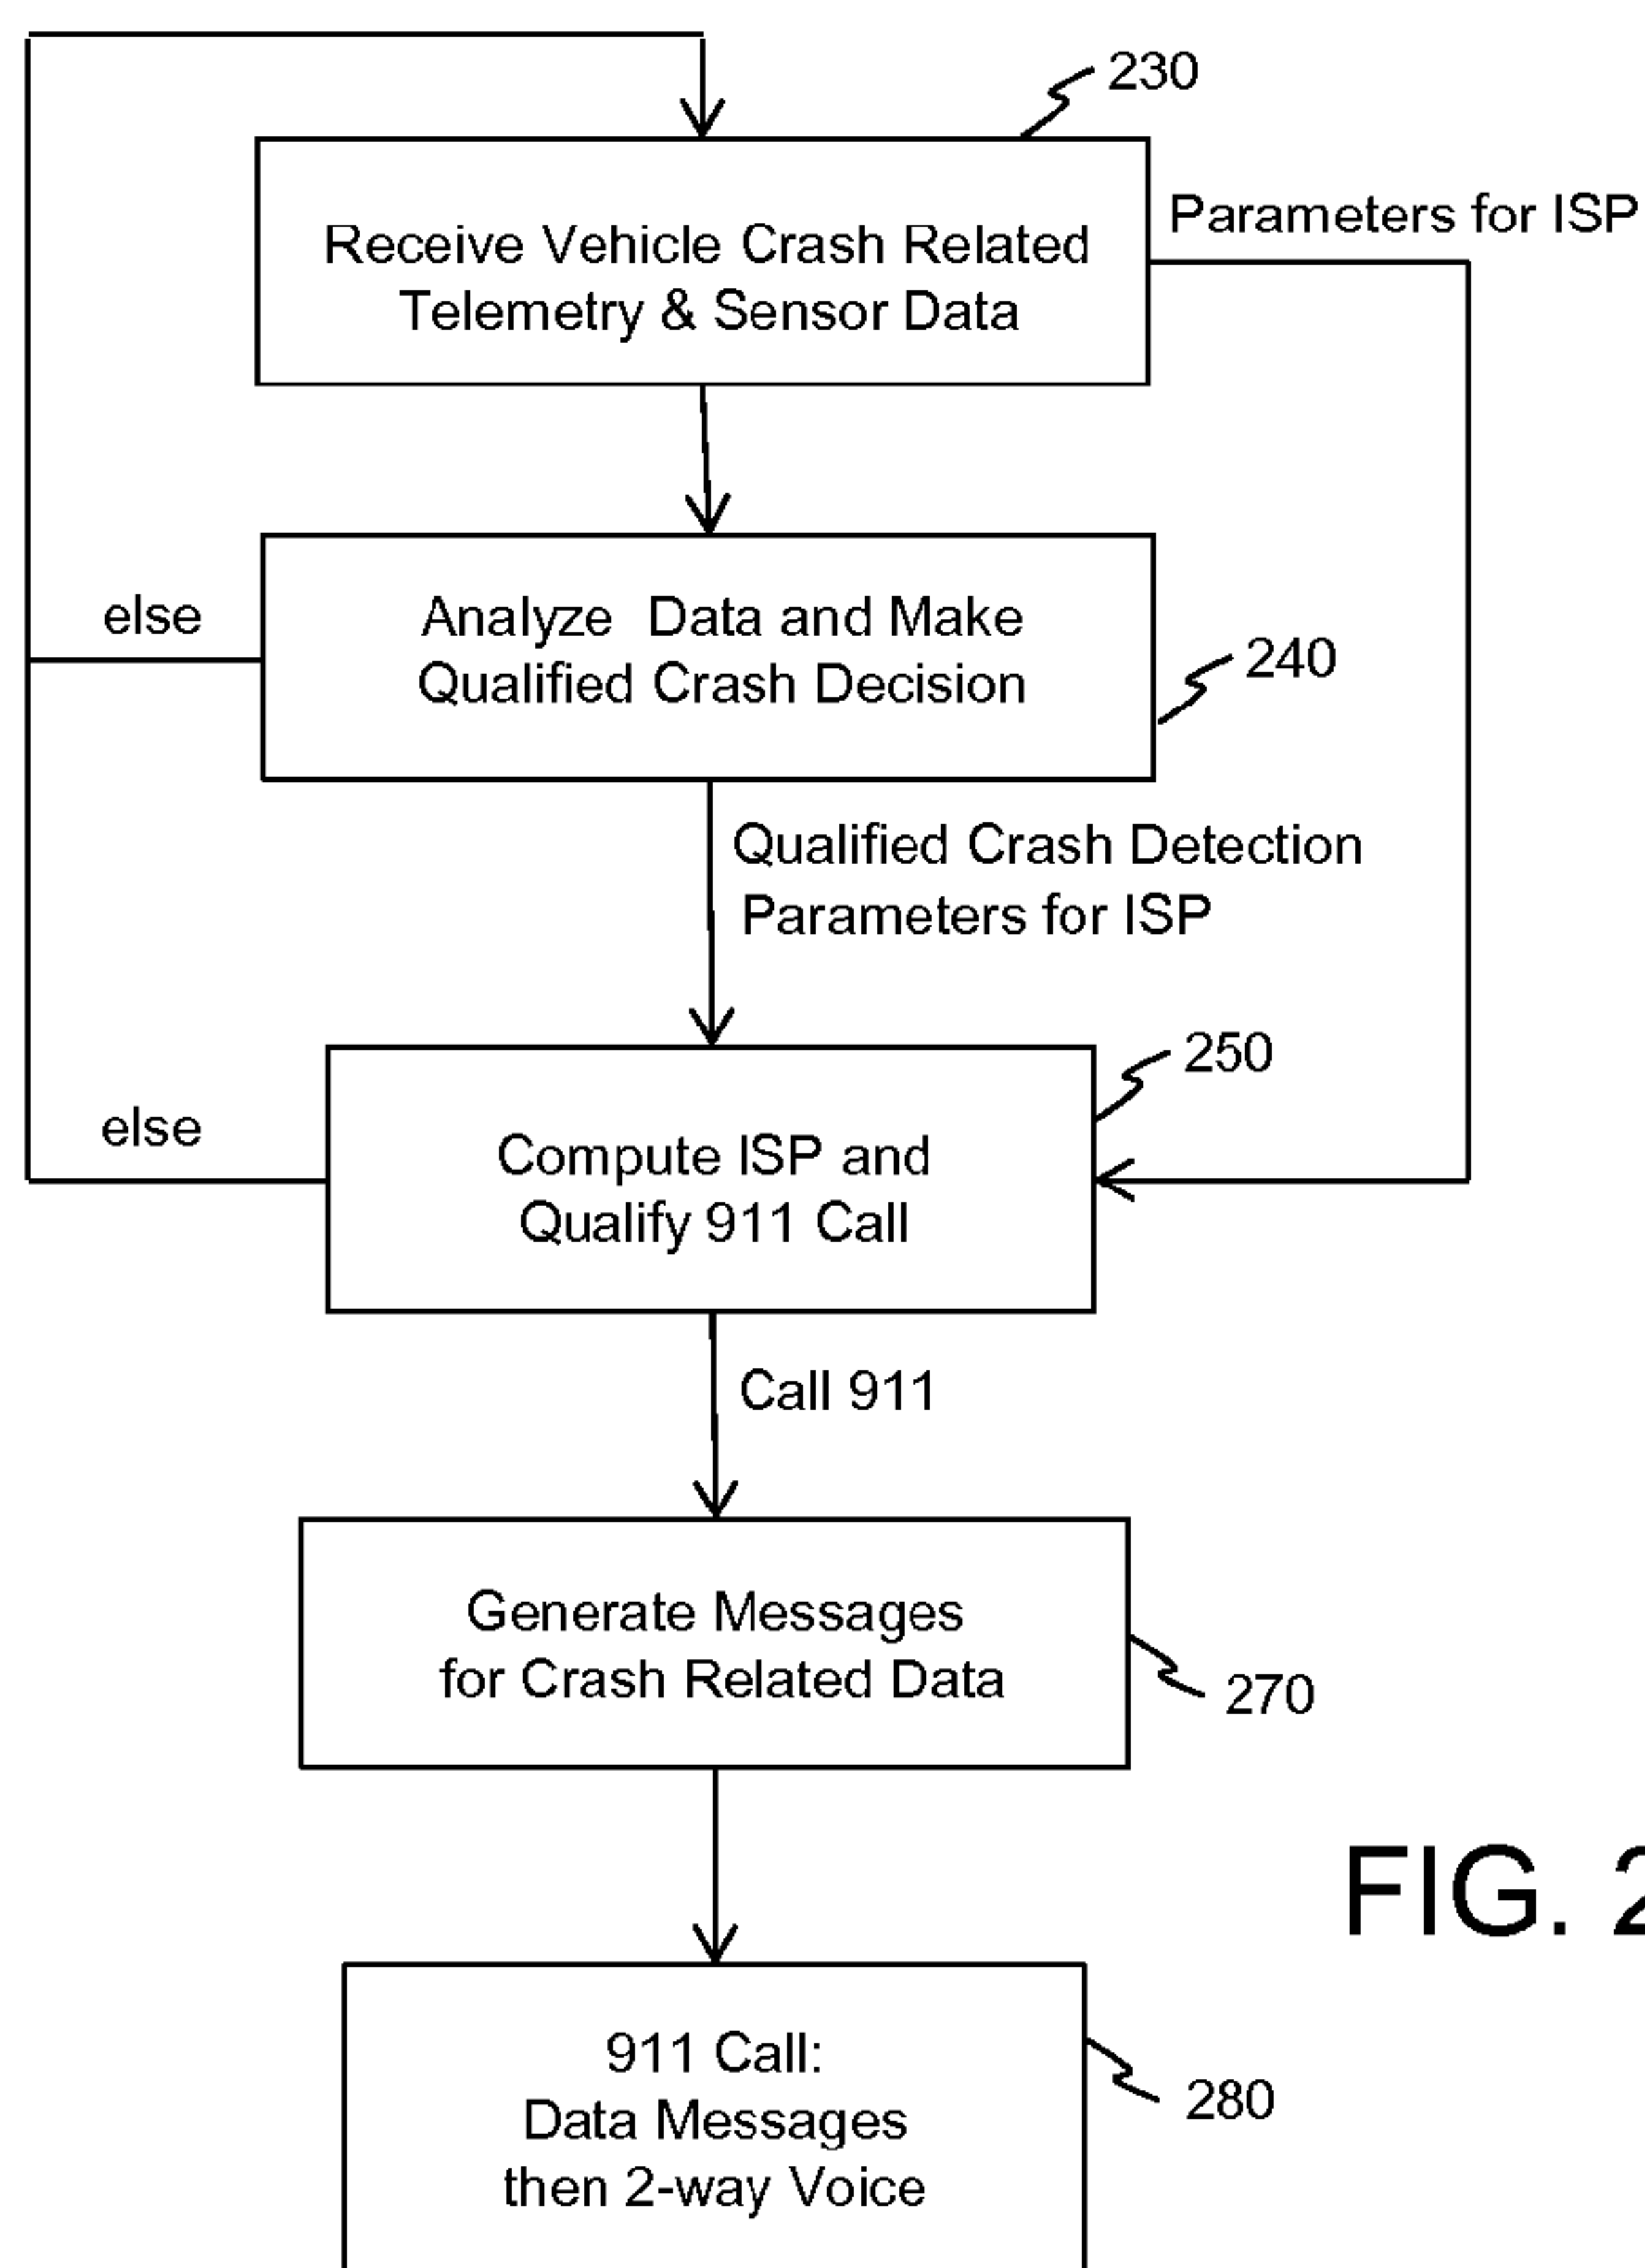 230
Parameters for ISP
Receive Vehicle Crash Related
Telemetry & Sensor Data
else
Analyze Data and Make
Qualified Crash Decision
240
Qualified Crash Detection
Parameters for ISP
250
else
Compute ISP and
Qualify 911 Call
Call 911
Generate Messages
for Crash Related Data
270
FIG. 2
911 Call:
Data Messages
then 2-way Voice
280